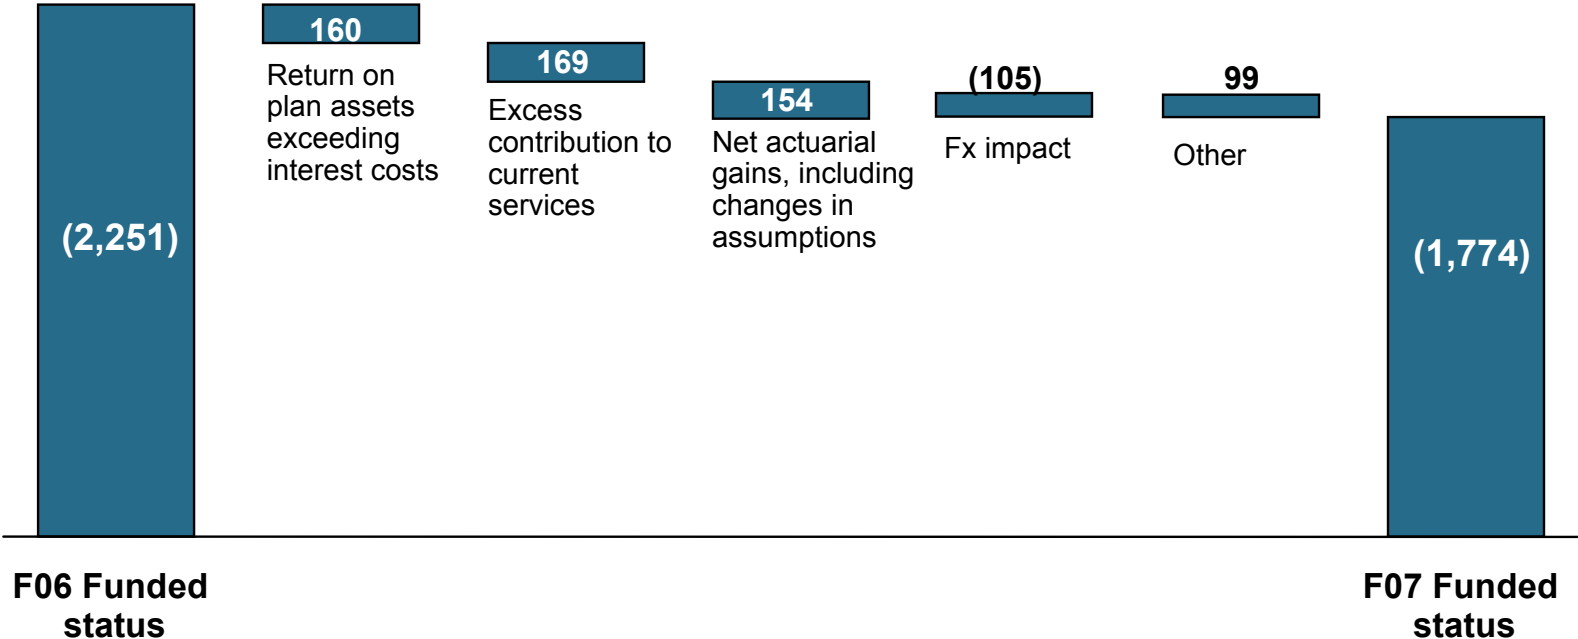 (2,251)
160
Return on
plan assets
exceeding
interest costs
169
Excess
contribution to
current
services
154
Net actuarial
gains, including
changes in
assumptions
(105)
Fx impact
99
Other
(1,774)
F06 Funded
status
F07 Funded
status